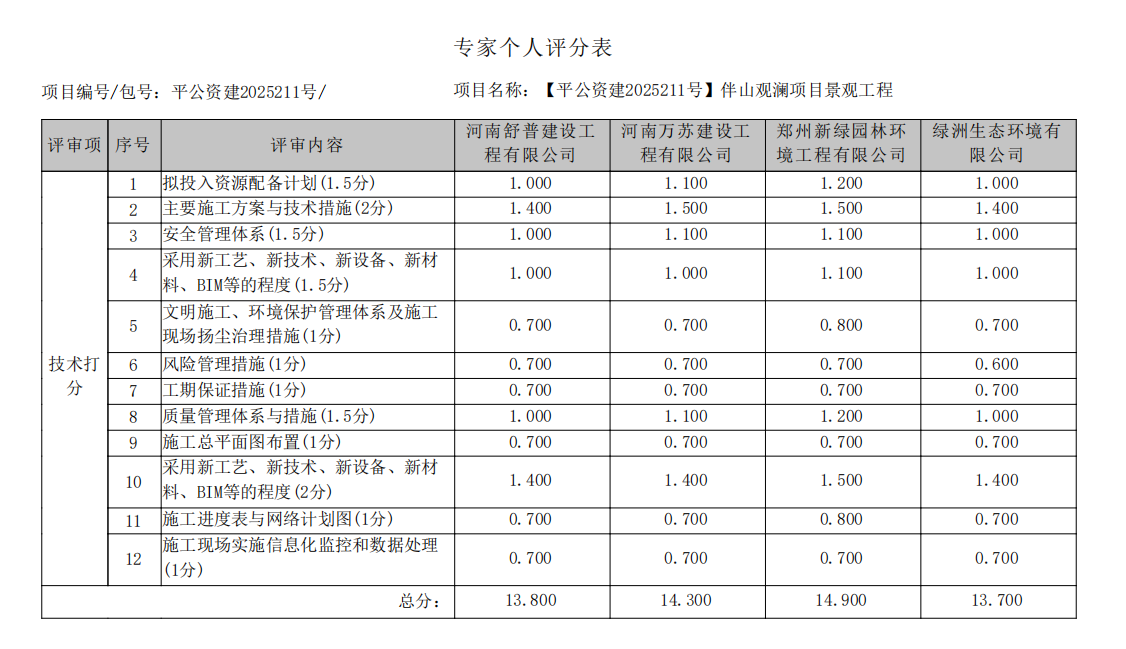 专家个人评分表
项目编号/包号：平公资建2025211号/
项目名称：【平公资建2025211号】伴山观澜项目景观工程
评审项 序号 评审内容 河南舒普建设工程有限公司 河南万苏建设工程有限公司 郑州新绿园林环境工程有限公司 绿洲生态环境有限公司
技术打分
1 拟投入资源配备计划(1.5分) 1.000 1.100 1.200 1.000
2 主要施工方案与技术措施(2分) 1.400 1.500 1.500 1.400
3 安全管理体系(1.5分) 1.000 1.100 1.100 1.000
4 采用新工艺、新技术、新设备、新材料、BIM等的程度(1.5分) 1.000 1.000 1.100 1.000
5 文明施工、环境保护管理体系及施工现场扬尘治理措施(1分) 0.700 0.700 0.800 0.700
6 风险管理措施(1分) 0.700 0.700 0.700 0.600
7 工期保证措施(1分) 0.700 0.700 0.700 0.700
8 质量管理体系与措施(1.5分) 1.000 1.100 1.200 1.000
9 施工总平面图布置(1分) 0.700 0.700 0.700 0.700
10 采用新工艺、新技术、新设备、新材料、BIM等的程度(2分) 1.400 1.400 1.500 1.400
11 施工进度表与网络计划图(1分) 0.700 0.700 0.800 0.700
12 施工现场实施信息化监控和数据处理(1分) 0.700 0.700 0.700 0.700
总分： 13.800 14.300 14.900 13.700